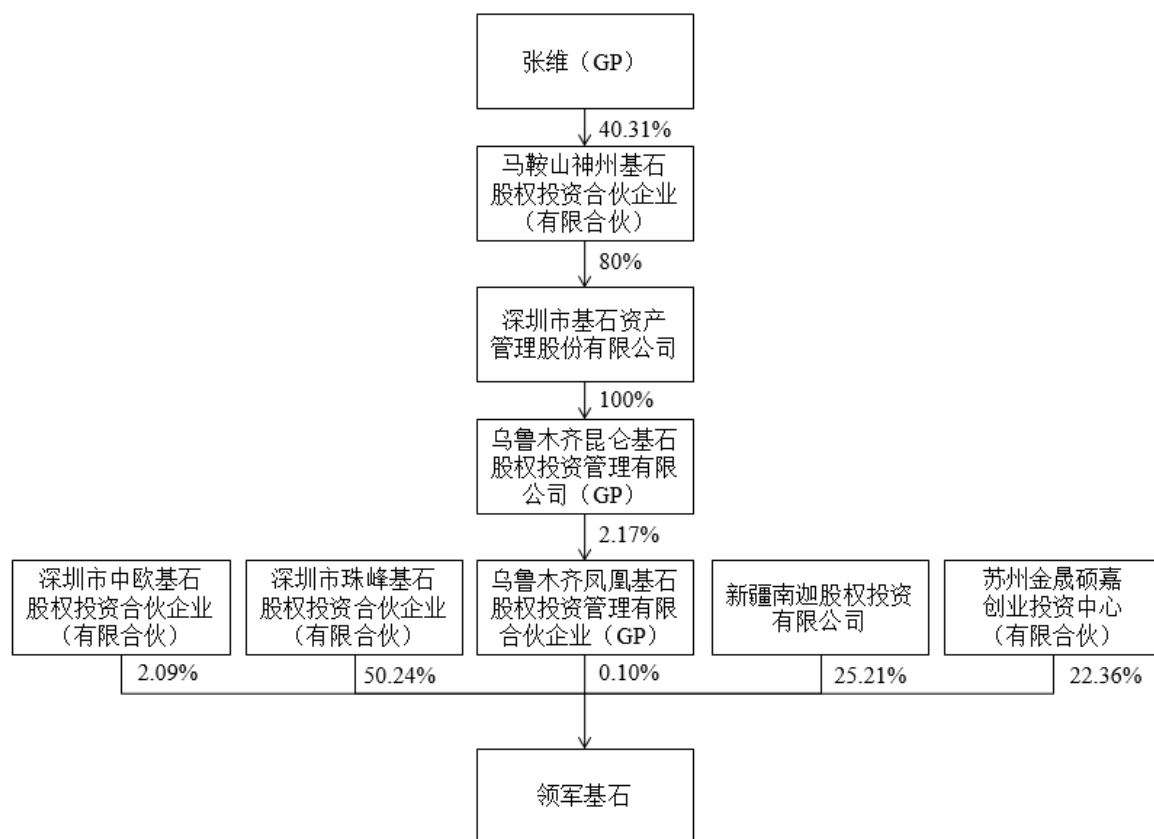 张维（GP）
40.31%
马鞍山神州基石
股权投资合伙企业
（有限合伙）
80%
深圳市基石资产
管理股份有限公司
100%
乌鲁木齐昆仑基石
股权投资管理有限
公司（GP）
2.17%
深圳市中欧基石
股权投资合伙企业
（有限合伙）
深圳市珠峰基石
股权投资合伙企业
（有限合伙）
乌鲁木齐凤凰基石
股权投资管理有限
合伙企业（GP）
新疆南迦股权投资
有限公司
苏州金晟硕嘉
创业投资中心
（有限合伙）
2.09%
50.24%
0.10%
25.21%
22.36%
领军基石